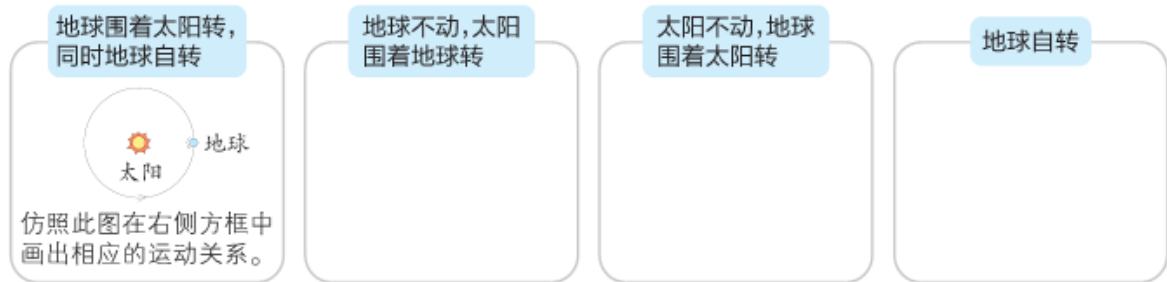 地球围着太阳转，
同时地球自转
地球不动，太阳
围着地球转
太阳不动，地球
围着太阳转
地球自转
地球
太阳
仿照此图在右侧方框中
画出相应的运动关系。